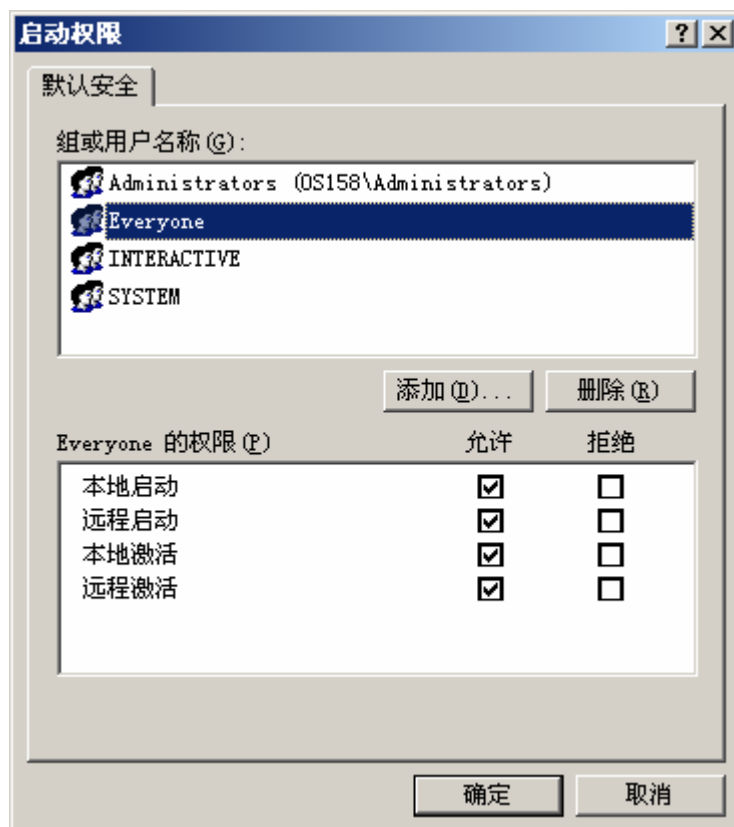 启动权限
默认安全
组或用户名称(G):
Administrators (OS158\Administrators)
Everyone
INTERACTIVE
SYSTEM
添加(D)... 删除(R)
Everyone 的权限(P) 允许 拒绝
本地启动
远程启动
本地激活
远程激活
确定 取消